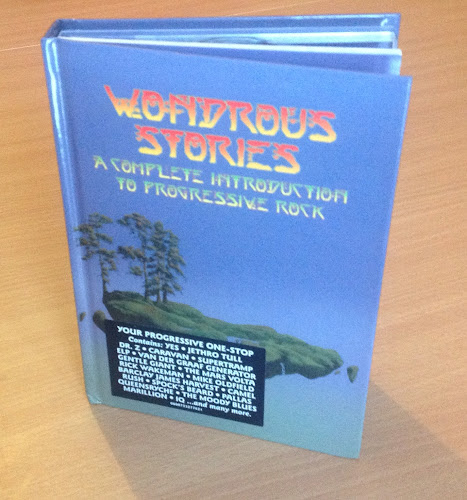 WONDROUS
STORIES
A COMPLETE INTRODUCTION
TO PROGRESSIVE ROCK
YOUR PROGRESSIVE ONE-STOP
Contains: YES • JETHRO TULL
DR. Z • CARAVAN • SUPERTRAMP
ELP • VAN DER GRAAF GENERATOR
GENTLE GIANT • THE MARS VOLTA
RICK WAKEMAN • MIKE OLDFIELD
BARCLAY JAMES HARVEST • CAMEL
RUSH • SPOCK'S BEARD • PALLAS
QUEENSRYCHE • THE MOODY BLUES
MARILLION • IQ ...and many more.